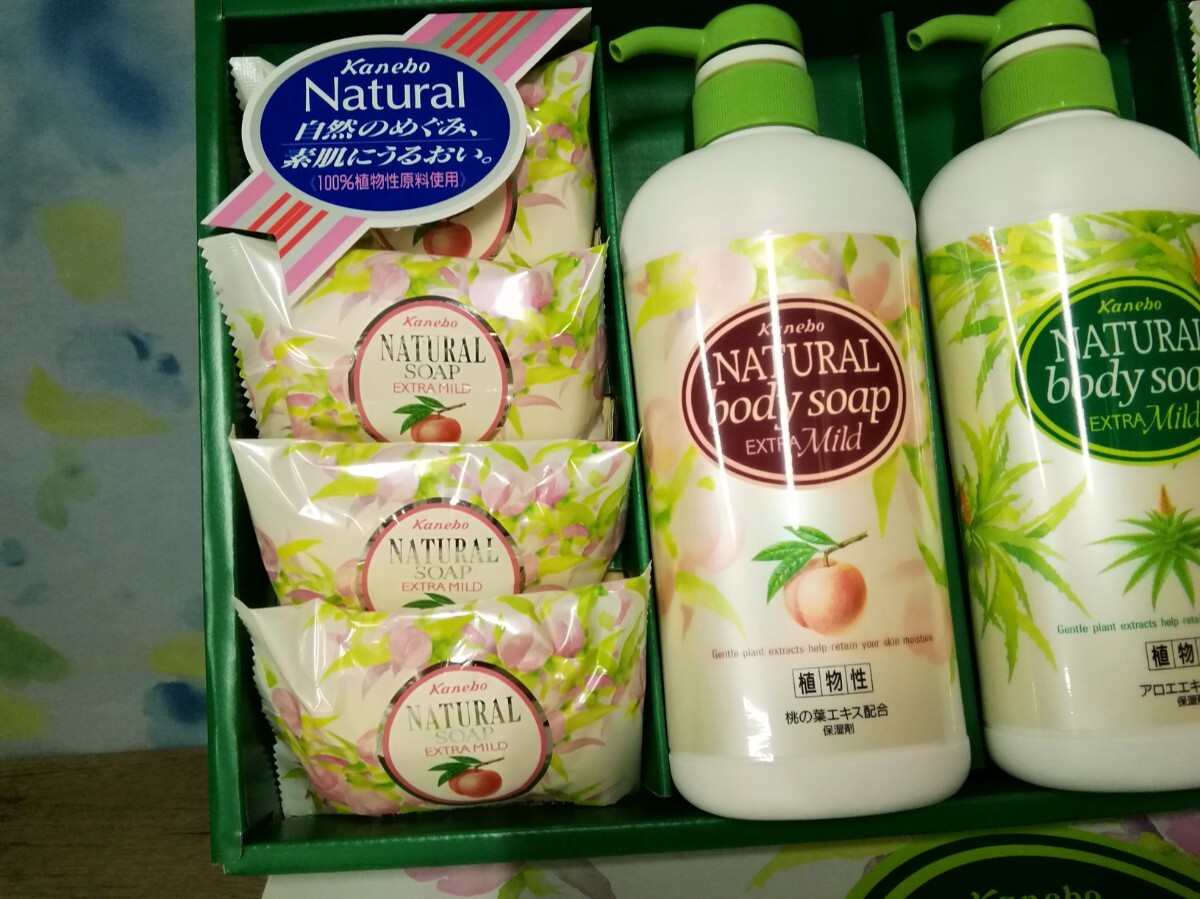 Kanebo
Natural
自然のめぐみ、
素肌にうるおい。
《100%植物性原料使用》
Kanebo
NATURAL
SOAP
EXTRA MILD
Kanebo
NATURAL
SOAP
EXTRA MILD
Kanebo
NATURAL
SOAP
EXTRA MILD
Kanebo
NATURAL
body soap
EXTRA Mild
Gentle plant extracts help retain your skin moisture
植物性
桃の葉エキス配合
保湿剤
Kanebo
NATURAL
body soa
EXTRA Mild
Gentle plant extracts help reta
植物
アロエエキ
保湿
Kanebo